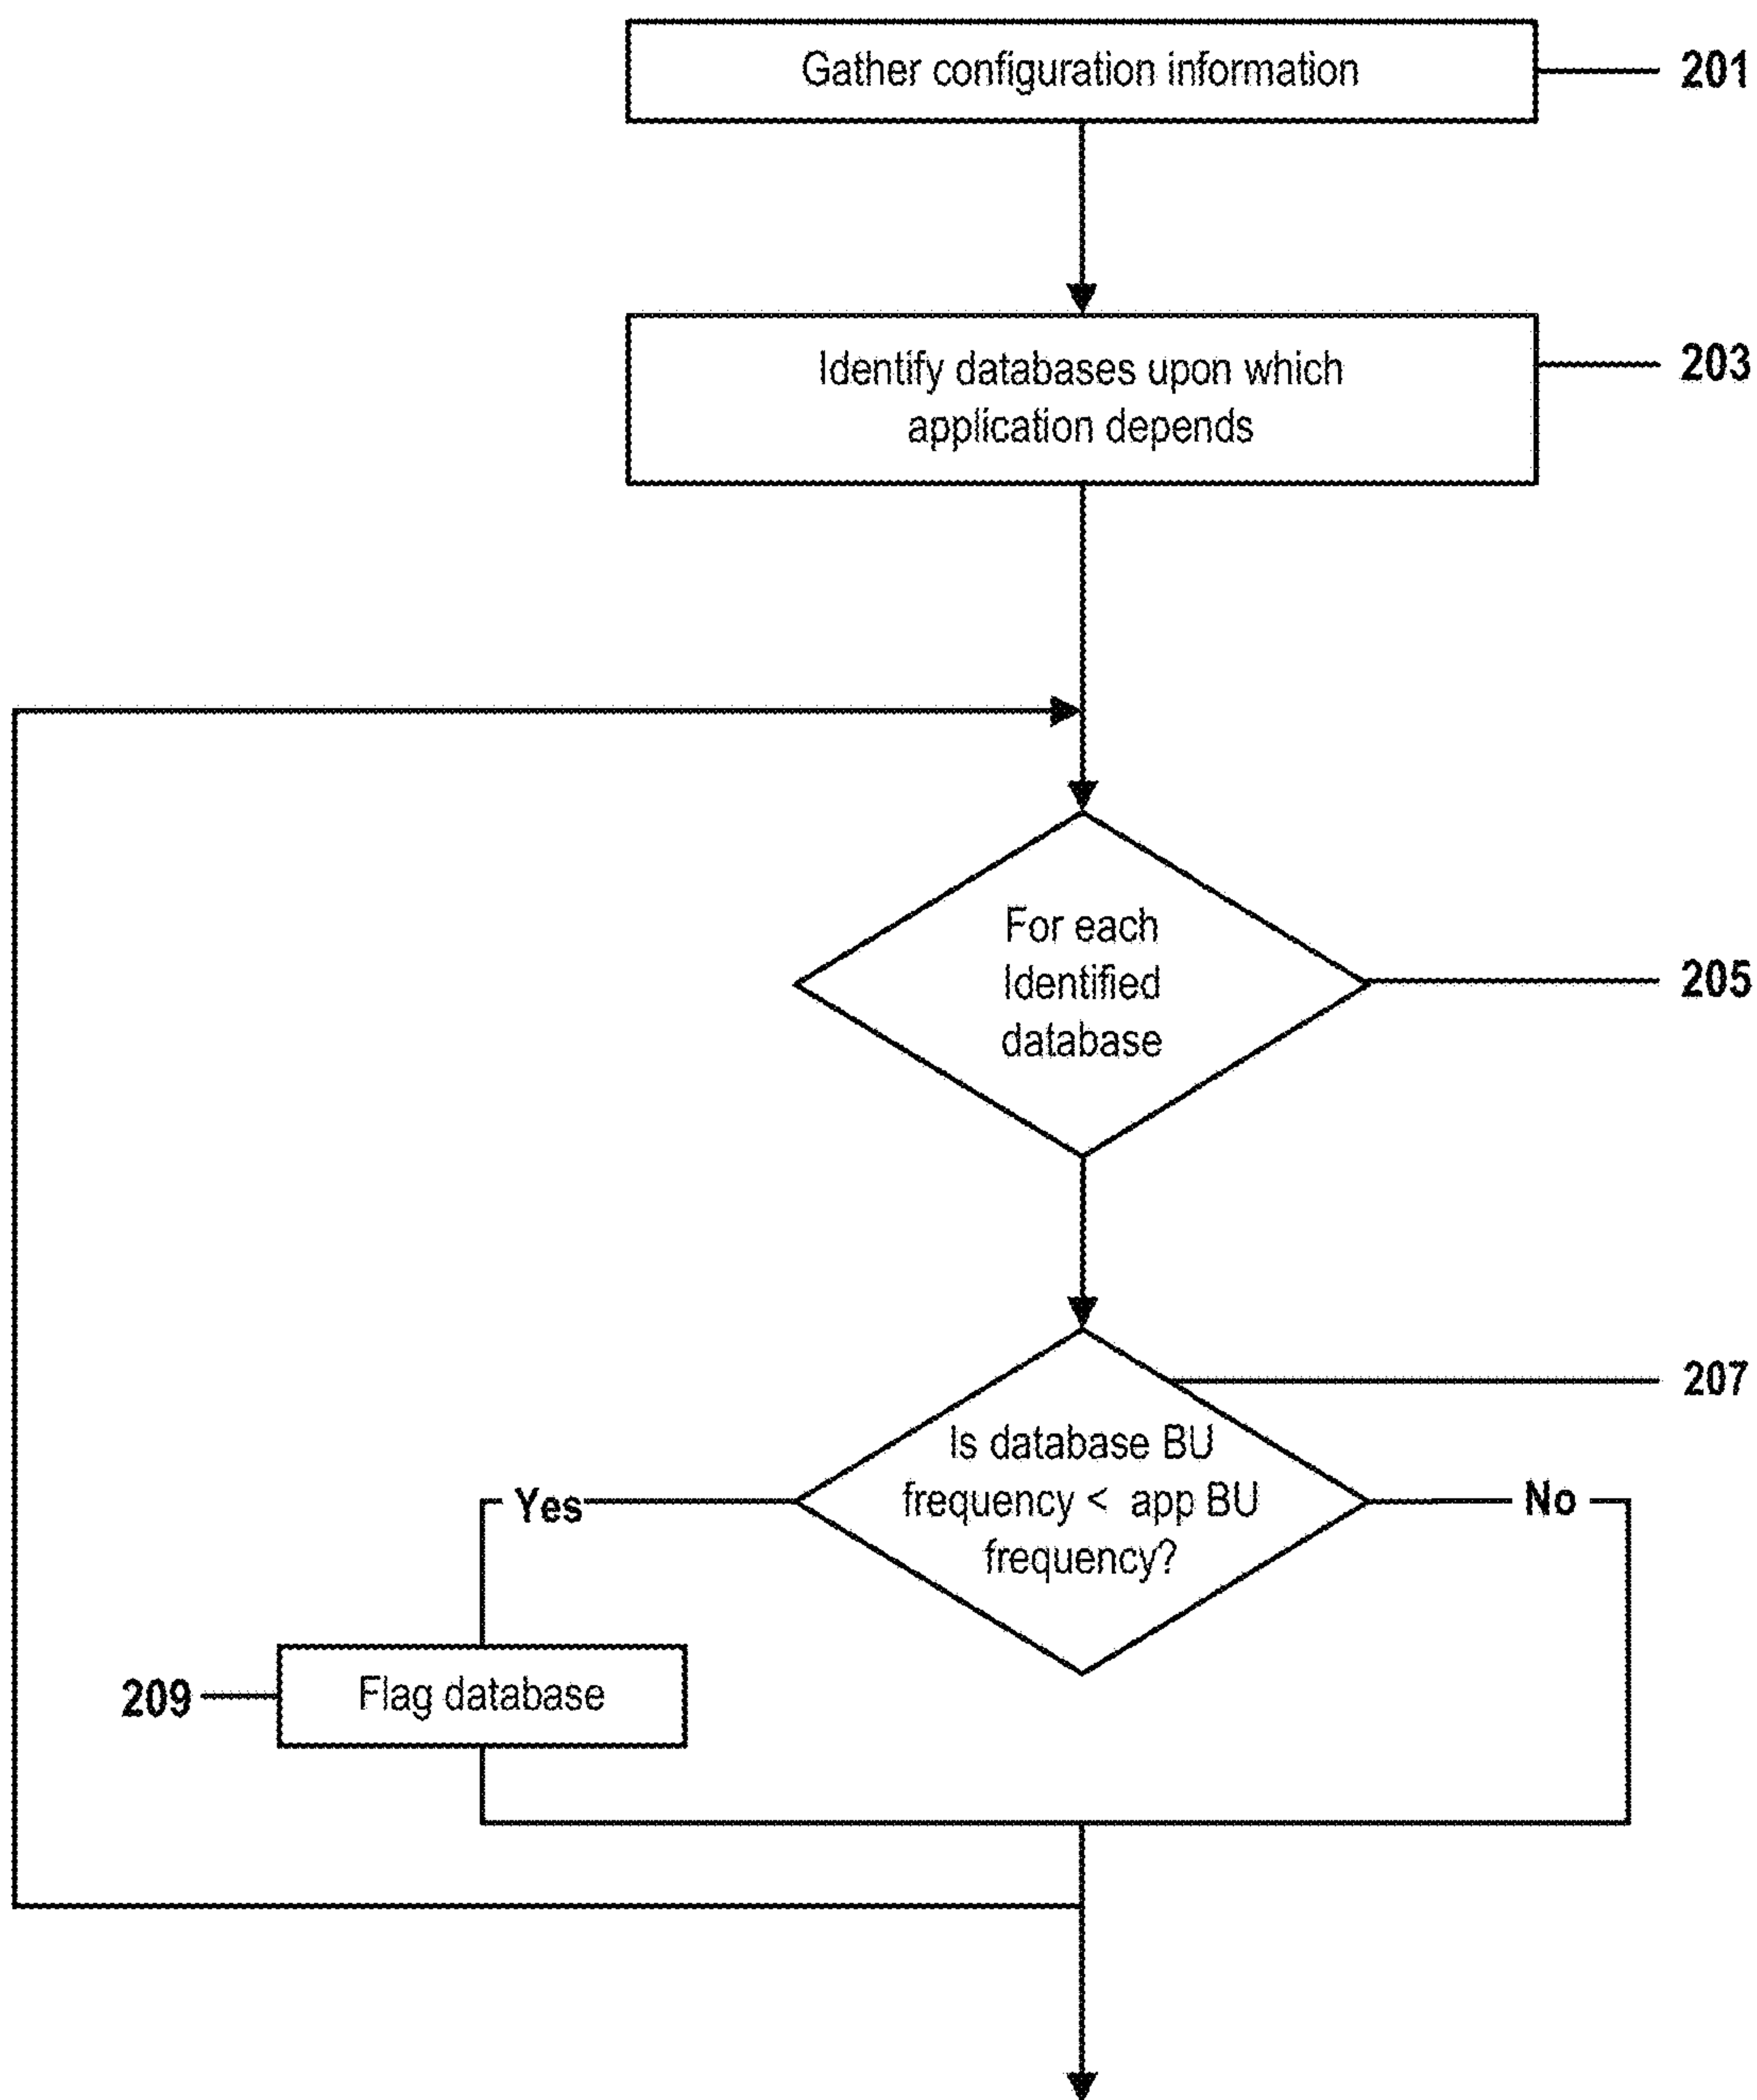 Gather configuration information
201
Identify databases upon which
application depends
203
For each
Identified
database
205
207
Is database BU
frequency < app BU
frequency?
Yes
No
209
Flag database